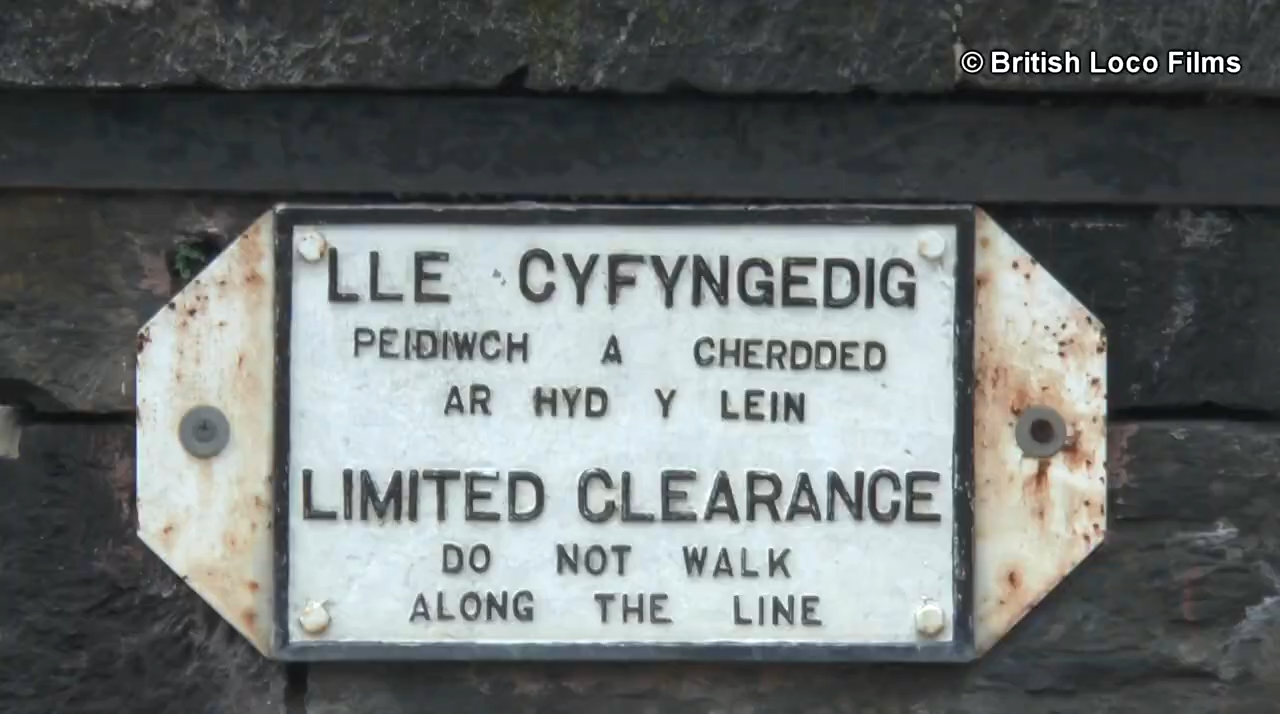 © British Loco Films
LLE CYFYNGEDIG
PEIDIWCH A CHERDDED
AR HYD Y LEIN
LIMITED CLEARANCE
DO NOT WALK
ALONG THE LINE